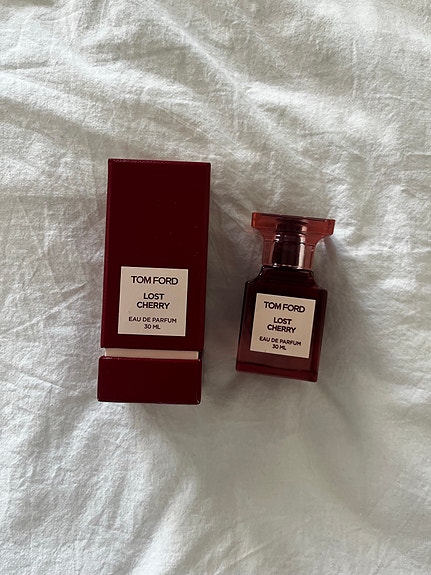 TOM FORD
LOST
CHERRY
EAU DE PARFUM
30 ML
TOM FORD
LOST
CHERRY
EAU DE PARFUM
30 ML